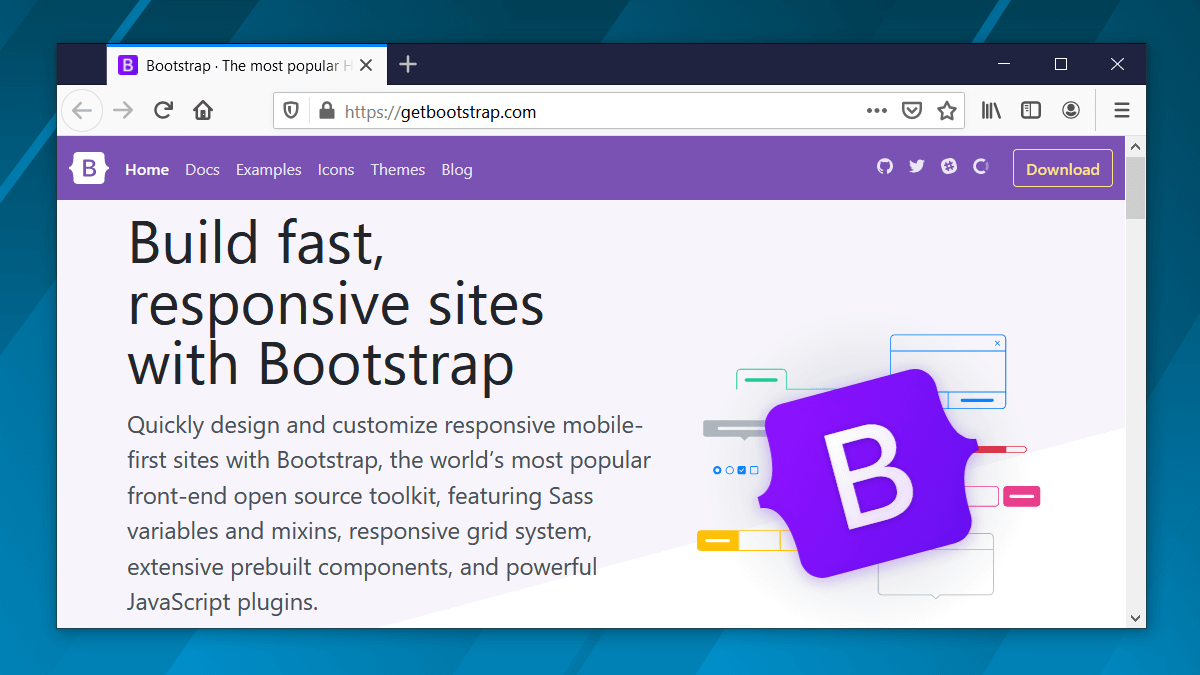 B Bootstrap · The most popular H
https://getbootstrap.com
B Home Docs Examples Icons Themes Blog Download
Build fast,
responsive sites
with Bootstrap
Quickly design and customize responsive mobile-
first sites with Bootstrap, the world’s most popular
front-end open source toolkit, featuring Sass
variables and mixins, responsive grid system,
extensive prebuilt components, and powerful
JavaScript plugins.
B